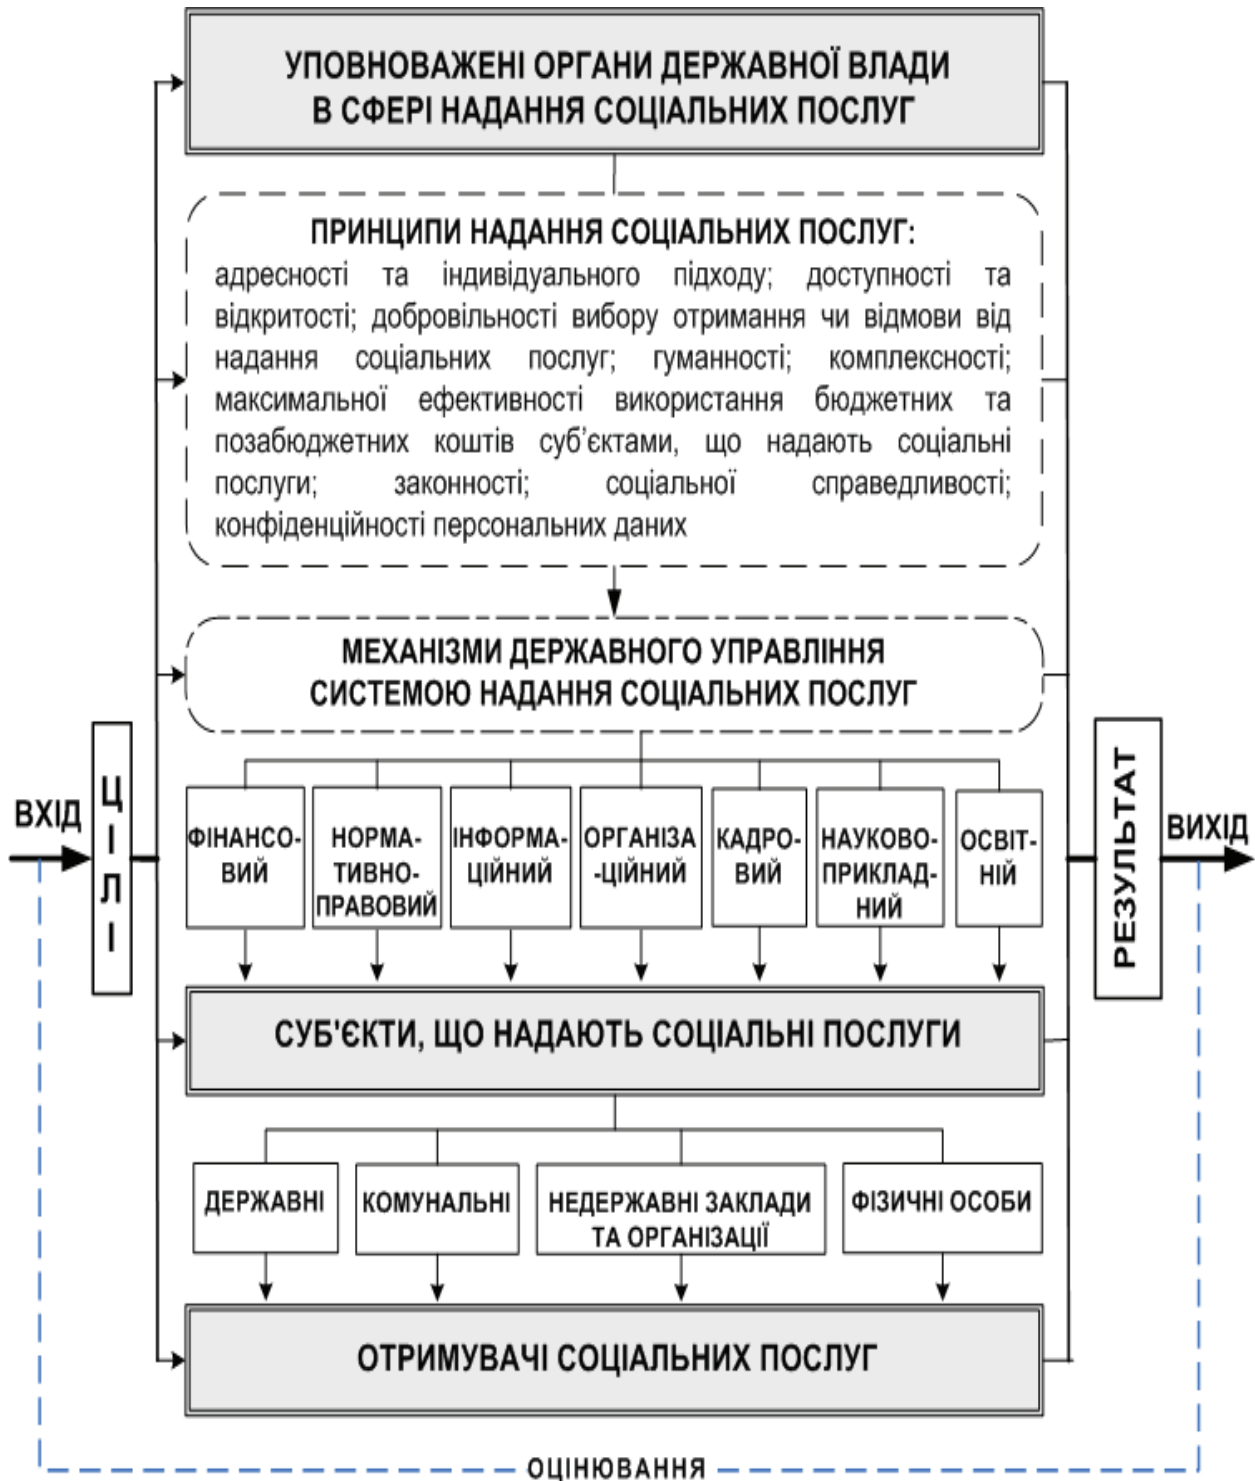 УПОВНОВАЖЕНІ ОРГАНИ ДЕРЖАВНОЇ ВЛАДИ
В СФЕРІ НАДАННЯ СОЦІАЛЬНИХ ПОСЛУГ
ПРИНЦИПИ НАДАННЯ СОЦІАЛЬНИХ ПОСЛУГ:
адресності та індивідуального підходу; доступності та
відкритості; добровільності вибору отримання чи відмови від
надання соціальних послуг; гуманності; комплексності;
максимальної ефективності використання бюджетних та
позабюджетних коштів суб’єктами, що надають соціальні
послуги; законності; соціальної справедливості;
конфіденційності персональних даних
МЕХАНІЗМИ ДЕРЖАВНОГО УПРАВЛІННЯ
СИСТЕМОЮ НАДАННЯ СОЦІАЛЬНИХ ПОСЛУГ
ВХІД
ЦІЛІ
ФІНАНСО-
ВИЙ
НОРМА-
ТИВНО-
ПРАВОВИЙ
ІНФОРМА-
ЦІЙНИЙ
ОРГАНІЗА
-ЦІЙНИЙ
КАДРО-
ВИЙ
НАУКОВО-
ПРИКЛАД-
НИЙ
ОСВІТ-
НІЙ
РЕЗУЛЬТАТ
ВИХІД
СУБ'ЄКТИ, ЩО НАДАЮТЬ СОЦІАЛЬНІ ПОСЛУГИ
ДЕРЖАВНІ
КОМУНАЛЬНІ
НЕДЕРЖАВНІ ЗАКЛАДИ
ТА ОРГАНІЗАЦІЇ
ФІЗИЧНІ ОСОБИ
ОТРИМУВАЧІ СОЦІАЛЬНИХ ПОСЛУГ
ОЦІНЮВАННЯ